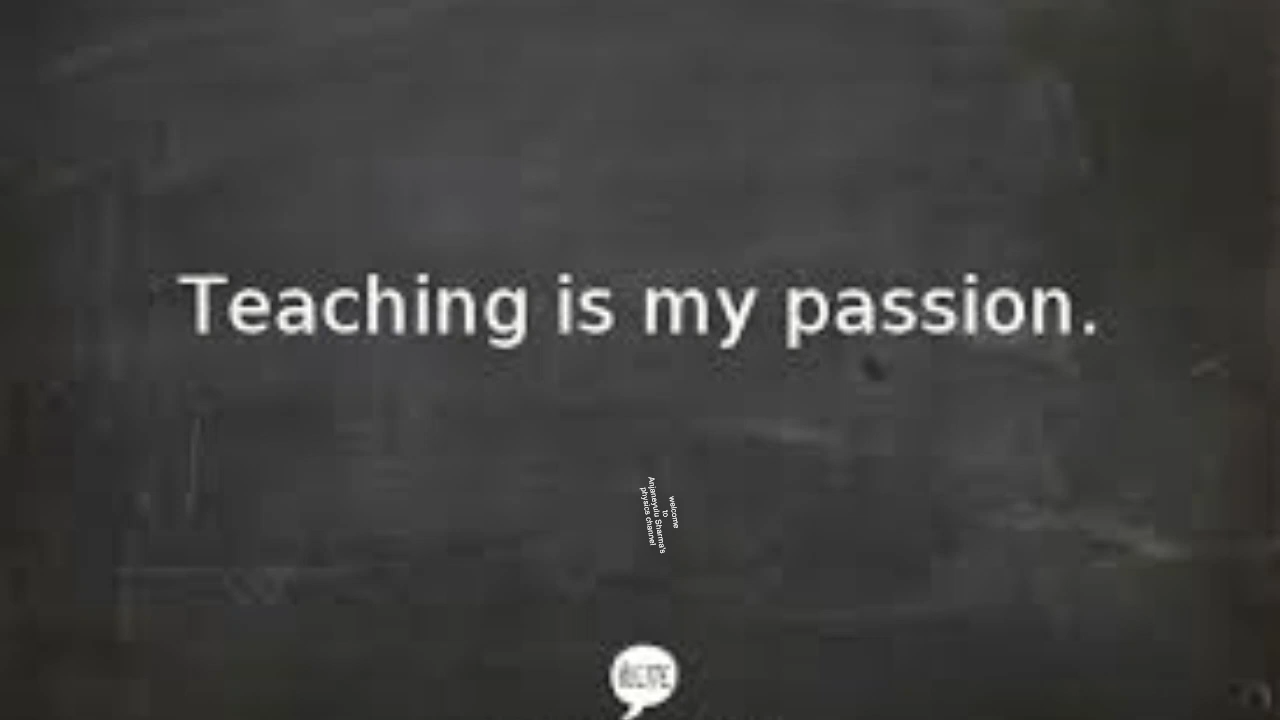 Teaching is my passion.
welcome
to
Anjaneyulu Sharma's
physics channel